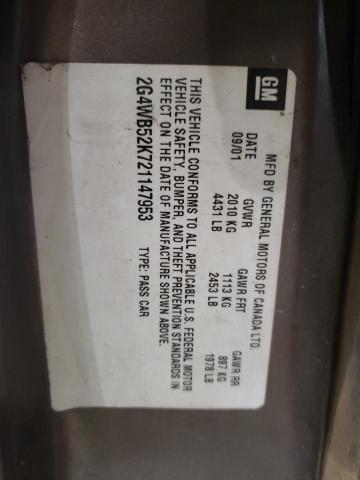 GM
MFD BY GENERAL MOTORS OF CANADA LTD.
DATE GVWR GAWR FRT GAWR RR
09/01 2010 KG 1113 KG 897 KG
4431 LB 2453 LB 1978 LB
THIS VEHICLE CONFORMS TO ALL APPLICABLE U.S. FEDERAL MOTOR
VEHICLE SAFETY, BUMPER, AND THEFT PREVENTION STANDARDS IN
EFFECT ON THE DATE OF MANUFACTURE SHOWN ABOVE.
2G4WB52K721147953 TYPE: PASS CAR